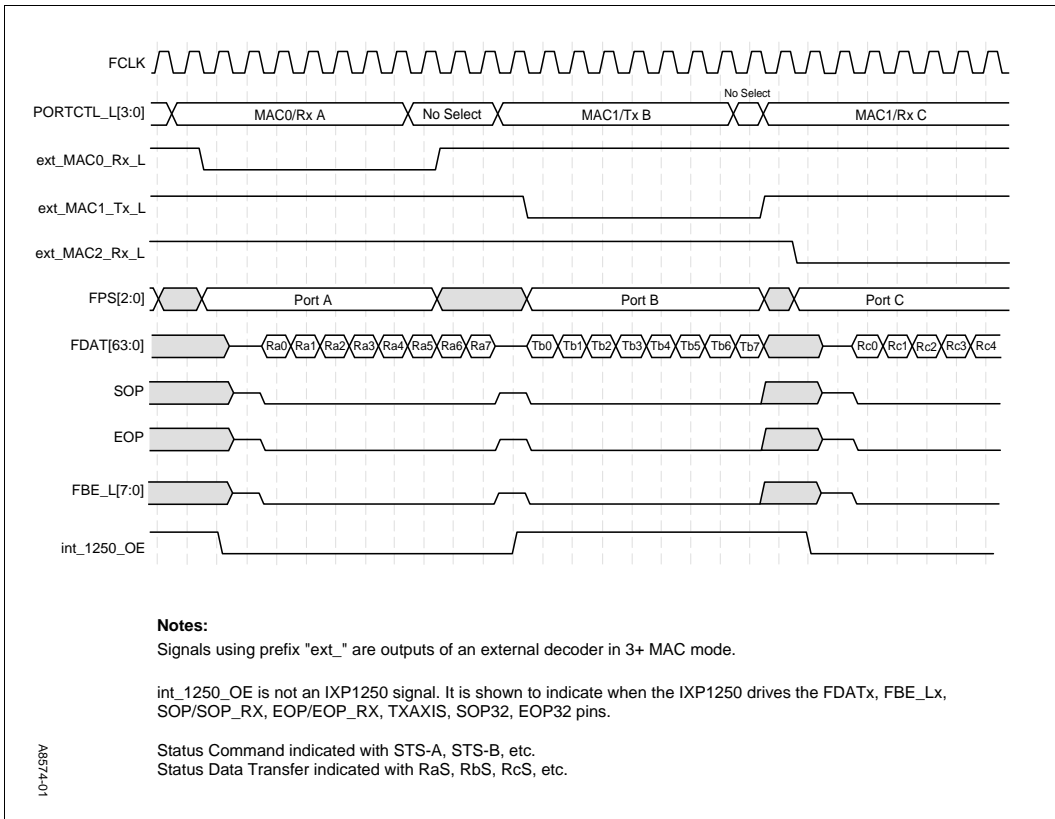 FCLK
No Select
PORTCTL_L[3:0] MAC0/Rx A No Select MAC1/Tx B MAC1/Rx C
ext_MAC0_Rx_L
ext_MAC1_Tx_L
ext_MAC2_Rx_L
FPS[2:0] Port A Port B Port C
FDAT[63:0] Ra0 Ra1 Ra2 Ra3 Ra4 Ra5 Ra6 Ra7 Tb0 Tb1 Tb2 Tb3 Tb4 Tb5 Tb6 Tb7 Rc0 Rc1 Rc2 Rc3 Rc4
SOP
EOP
FBE_L[7:0]
int_1250_OE
Notes:
Signals using prefix "ext_" are outputs of an external decoder in 3+ MAC mode.
int_1250_OE is not an IXP1250 signal. It is shown to indicate when the IXP1250 drives the FDATx, FBE_Lx,
SOP/SOP_RX, EOP/EOP_RX, TXAXIS, SOP32, EOP32 pins.
Status Command indicated with STS-A, STS-B, etc.
Status Data Transfer indicated with RaS, RbS, RcS, etc.
A8574-01